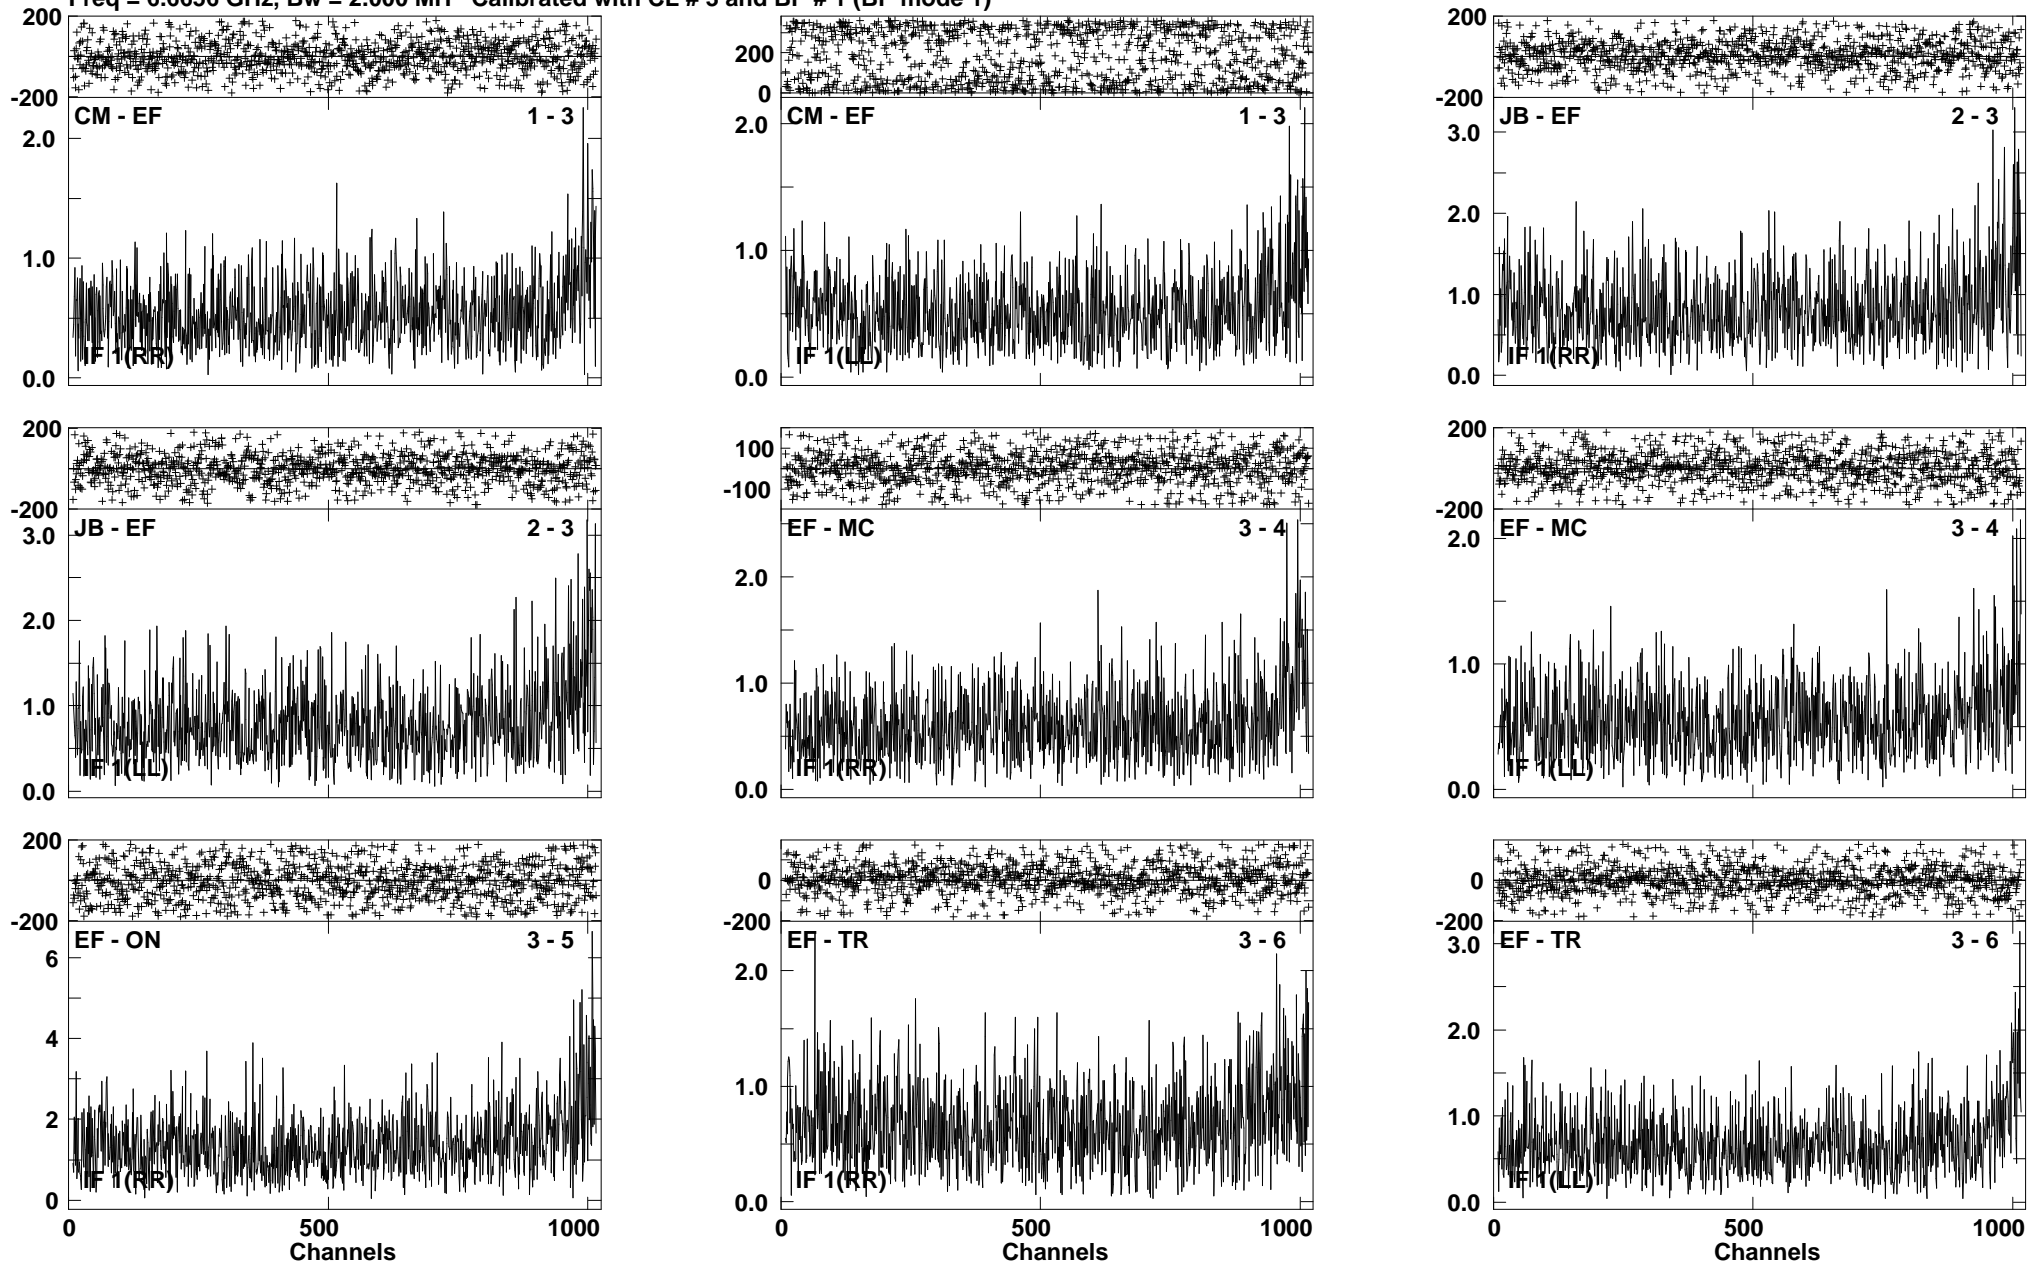 Freq = 6.6656 GHz, Bw = 2.000 MH Calibrated with CL # 3 and BP # 1 (BP mode 1)
200
-200
CM - EF 1 - 3
2.0
1.0
IF 1(RR)
0.0
200
0
CM - EF 1 - 3
2.0
1.0
IF 1(LL)
0.0
200
-200
JB - EF 2 - 3
3.0
2.0
1.0
IF 1(RR)
0.0
200
-200
JB - EF 2 - 3
3.0
2.0
1.0
IF 1(LL)
0.0
100
-100
EF - MC 3 - 4
2.0
1.0
IF 1(RR)
0.0
200
-200
EF - MC 3 - 4
2.0
1.0
IF 1(LL)
0.0
200
-200
EF - ON 3 - 5
6
4
2
IF 1(RR)
0
0 500 1000
Channels
0
-200
EF - TR 3 - 6
2.0
1.0
IF 1(RR)
0.0
0 500 1000
Channels
0
-200
EF - TR 3 - 6
3.0
2.0
1.0
IF 1(LL)
0.0
0 500 1000
Channels